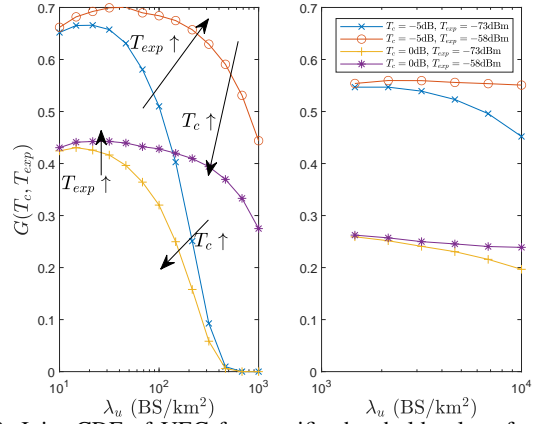 0.7
0.6
0.5
0.4
0.3
0.2
0.1
0
G(T_c, T_exp)
T_exp ↑
T_c ↑
T_exp ↑
T_c ↑
10^1
10^2
10^3
λ_u (BS/km²)
0.7
0.6
0.5
0.4
0.3
0.2
0.1
0
T_c = −5dB, T_exp = −73dBm
T_c = −5dB, T_exp = −58dBm
T_c = 0dB, T_exp = −73dBm
T_c = 0dB, T_exp = −58dBm
10^3
10^4
λ_u (BS/km²)